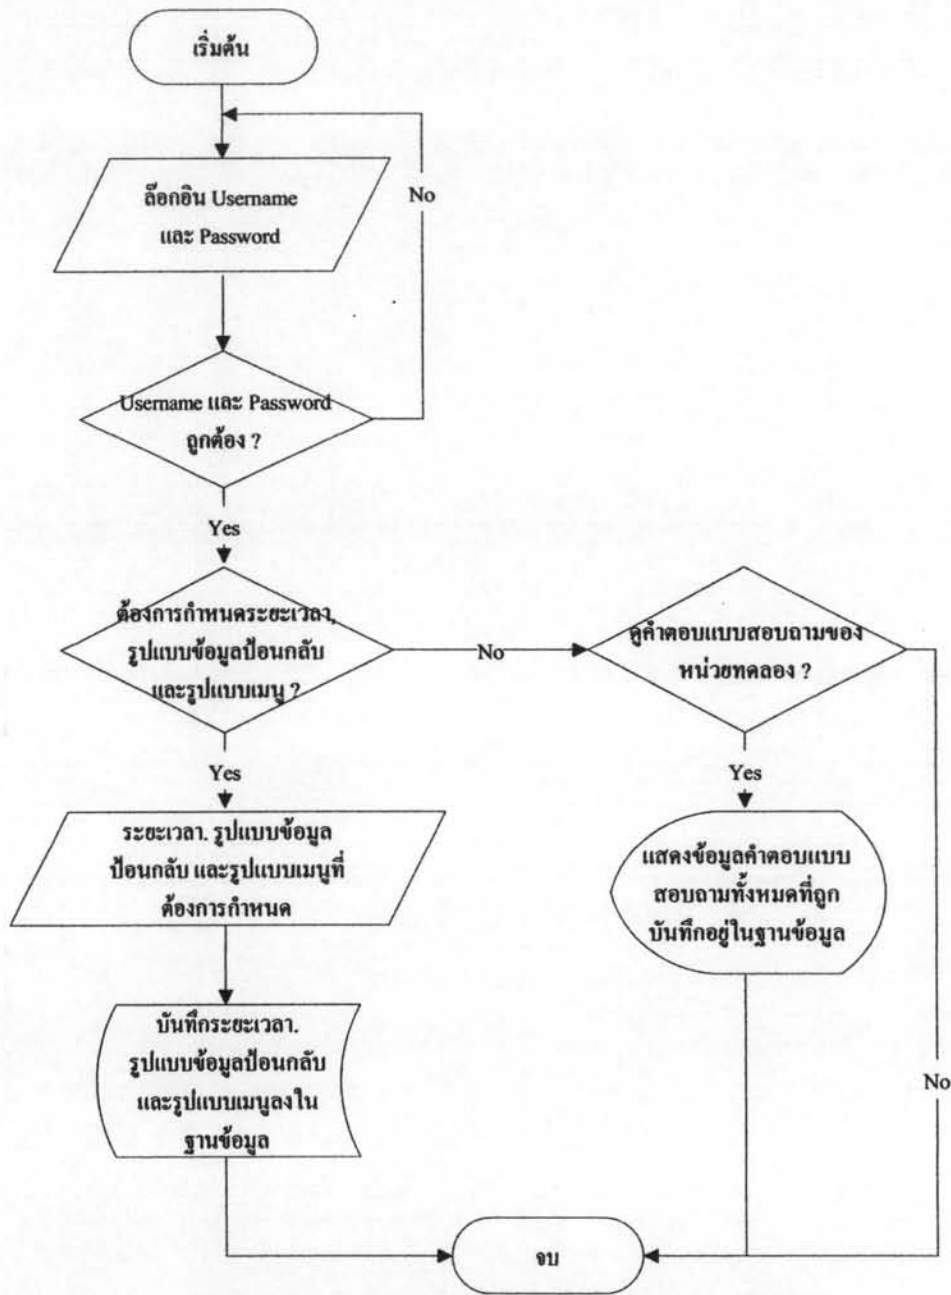 เริ่มต้น
ล๊อกอิน Username
และ Password
No
Username และ Password
ถูกต้อง ?
Yes
ต้องการกำหนดระยะเวลา,
รูปแบบข้อมูลป้อนกลับ
และรูปแบบเมนู ?
No
ดูคำตอบแบบสอบถามของ
หน่วยทดลอง ?
Yes
Yes
ระยะเวลา. รูปแบบข้อมูล
ป้อนกลับ และรูปแบบเมนูที่
ต้องการกำหนด
แสดงข้อมูลคำตอบแบบ
สอบถามทั้งหมดที่ถูก
บันทึกอยู่ในฐานข้อมูล
บันทึกระยะเวลา.
รูปแบบข้อมูลป้อนกลับ
และรูปแบบเมนูลงใน
ฐานข้อมูล
No
จบ